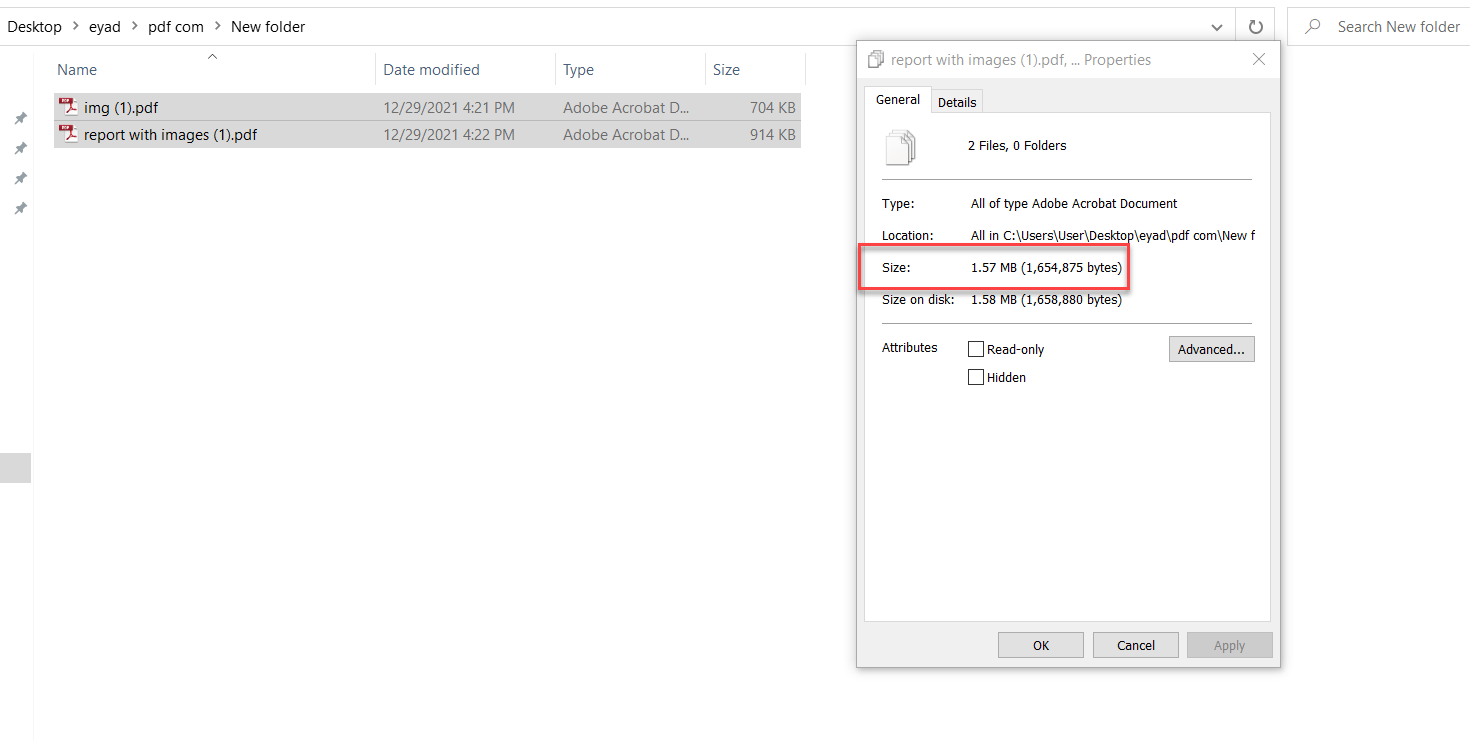 Desktop > eyad > pdf com > New folder
Search New folder
Name Date modified Type Size
img (1).pdf 12/29/2021 4:21 PM Adobe Acrobat D... 704 KB
report with images (1).pdf 12/29/2021 4:22 PM Adobe Acrobat D... 914 KB
report with images (1).pdf, ... Properties
General Details
2 Files, 0 Folders
Type: All of type Adobe Acrobat Document
Location: All in C:\Users\User\Desktop\eyad\pdf com\New f
Size: 1.57 MB (1,654,875 bytes)
Size on disk: 1.58 MB (1,658,880 bytes)
Attributes Read-only Advanced...
Hidden
OK Cancel Apply